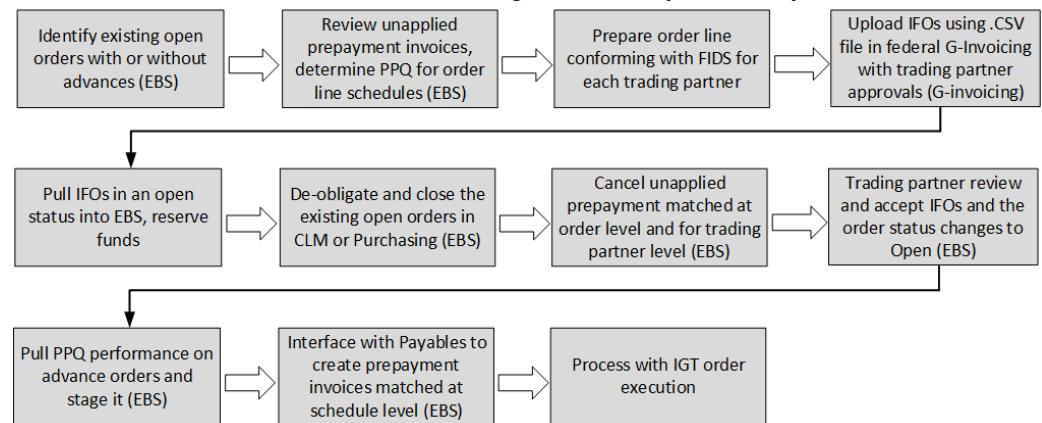 Identify existing open
orders with or without
advances (EBS)
Review unapplied
prepayment invoices,
determine PPQ for order
line schedules (EBS)
Prepare order line
conforming with FIDS for
each trading partner
Upload IFOs using .CSV
file in federal G-Invoicing
with trading partner
approvals (G-invoicing)
Pull IFOs in an open
status into EBS, reserve
funds
De-obligate and close the
existing open orders in
CLM or Purchasing (EBS)
Cancel unapplied
prepayment matched at
order level and for trading
partner level (EBS)
Trading partner review
and accept IFOs and the
order status changes to
Open (EBS)
Pull PPQ performance on
advance orders and
stage it (EBS)
Interface with Payables to
create prepayment
invoices matched at
schedule level (EBS)
Process with IGT order
execution